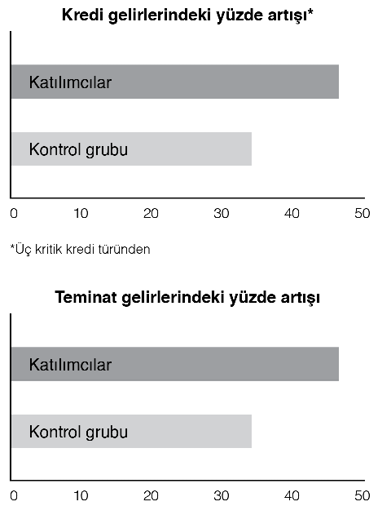 Kredi gelirlerindeki yüzde artışı*
Katılımcılar
Kontrol grubu
0 10 20 30 40 50
*Üç kritik kredi türünden
Teminat gelirlerindeki yüzde artışı
Katılımcılar
Kontrol grubu
0 10 20 30 40 50